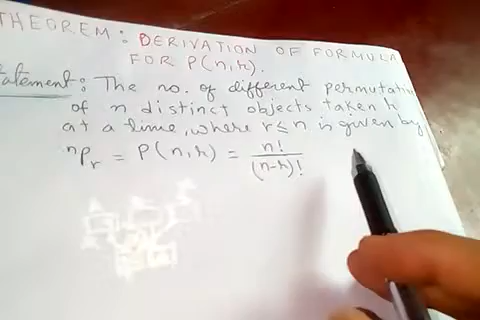 THEOREM: DERIVATION OF FORMULA
FOR P(n,r).
Statement: The no. of different permutati
of n distinct objects taken r
at a time, where r≤n is given by
ⁿPᵣ = P(n,r) = n!/(n-r)!